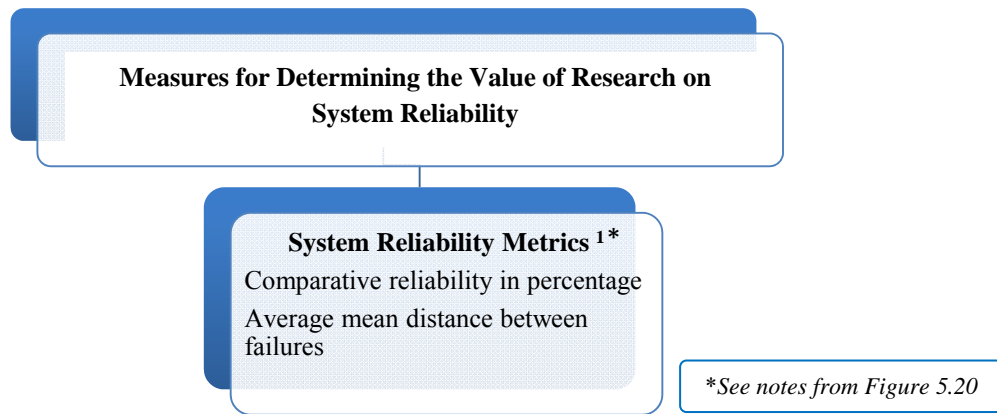 Measures for Determining the Value of Research on
System Reliability
System Reliability Metrics 1*
Comparative reliability in percentage
Average mean distance between
failures
*See notes from Figure 5.20